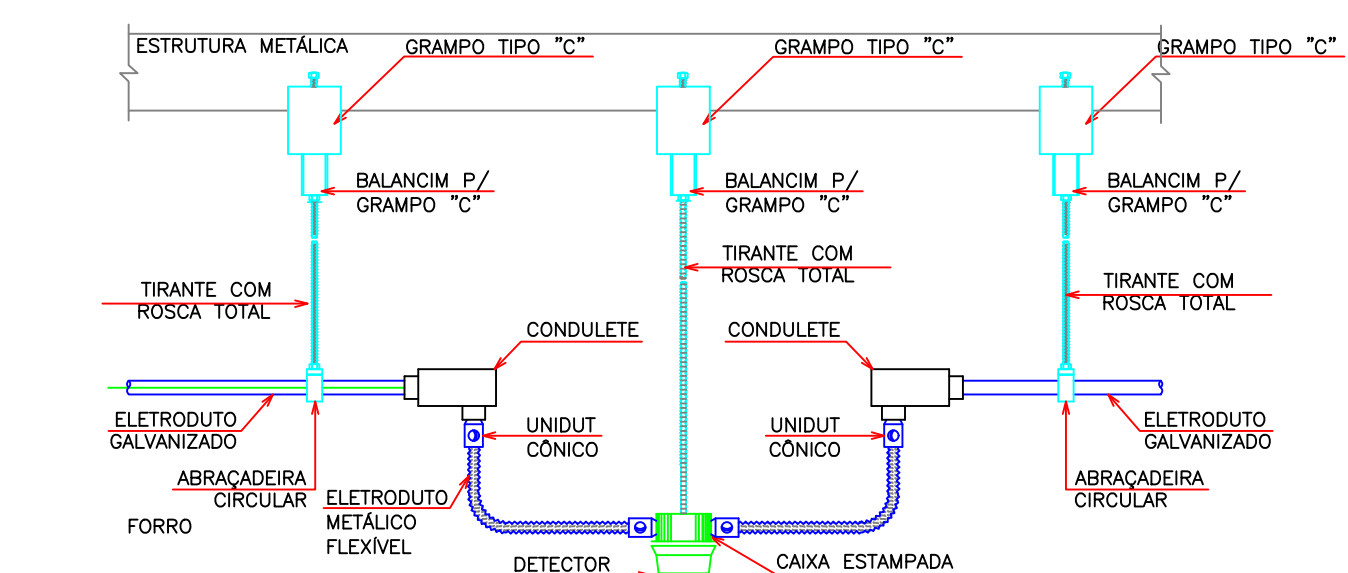 ESTRUTURA METÁLICA
GRAMPO TIPO "C"
GRAMPO TIPO "C"
GRAMPO TIPO "C"
BALANCIM P/
GRAMPO "C"
BALANCIM P/
GRAMPO "C"
BALANCIM P/
GRAMPO "C"
TIRANTE COM
ROSCA TOTAL
TIRANTE COM
ROSCA TOTAL
TIRANTE COM
ROSCA TOTAL
CONDULETE
CONDULETE
ELETRODUTO
GALVANIZADO
UNIDUT
CÔNICO
UNIDUT
CÔNICO
ELETRODUTO
GALVANIZADO
ABRAÇADEIRA
CIRCULAR
ELETRODUTO
METÁLICO
FLEXÍVEL
ABRAÇADEIRA
CIRCULAR
FORRO
DETECTOR
CAIXA ESTAMPADA